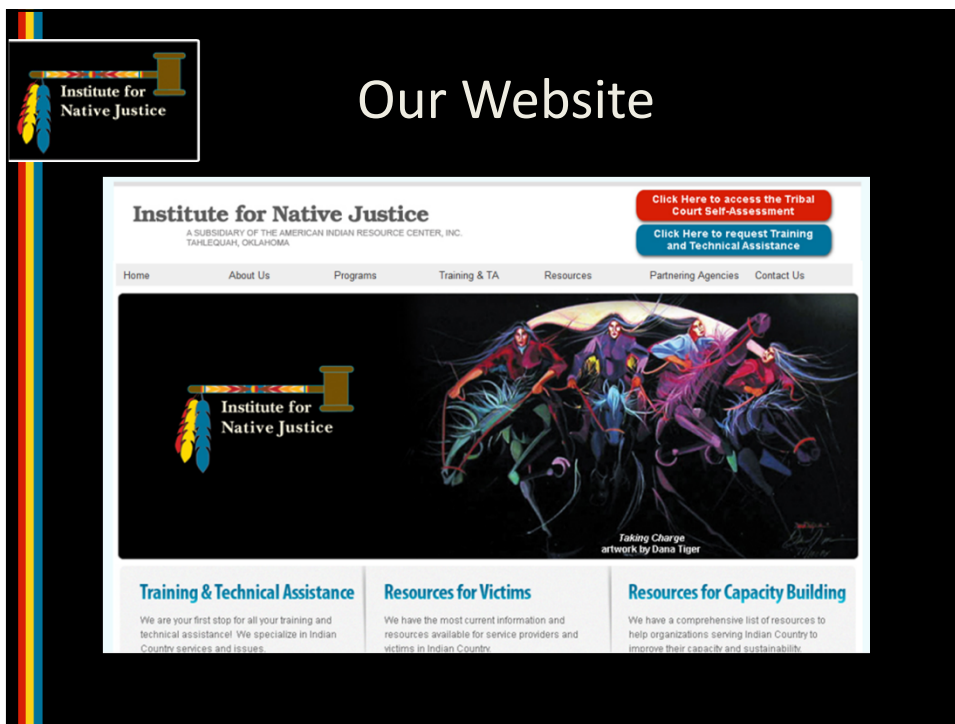 Institute for
Native Justice
Our Website
Institute for Native Justice
A SUBSIDIARY OF THE AMERICAN INDIAN RESOURCE CENTER, INC.
TAHLEQUAH, OKLAHOMA
Click Here to access the Tribal
Court Self-Assessment
Click Here to request Training
and Technical Assistance
Home About Us Programs Training & TA Resources Partnering Agencies Contact Us
Institute for
Native Justice
Taking Charge
artwork by Dana Tiger
Training & Technical Assistance
We are your first stop for all your training and
technical assistance! We specialize in Indian
Country services and issues.
Resources for Victims
We have the most current information and
resources available for service providers and
victims in Indian Country.
Resources for Capacity Building
We have a comprehensive list of resources to
help organizations serving Indian Country to
improve their capacity and sustainability.